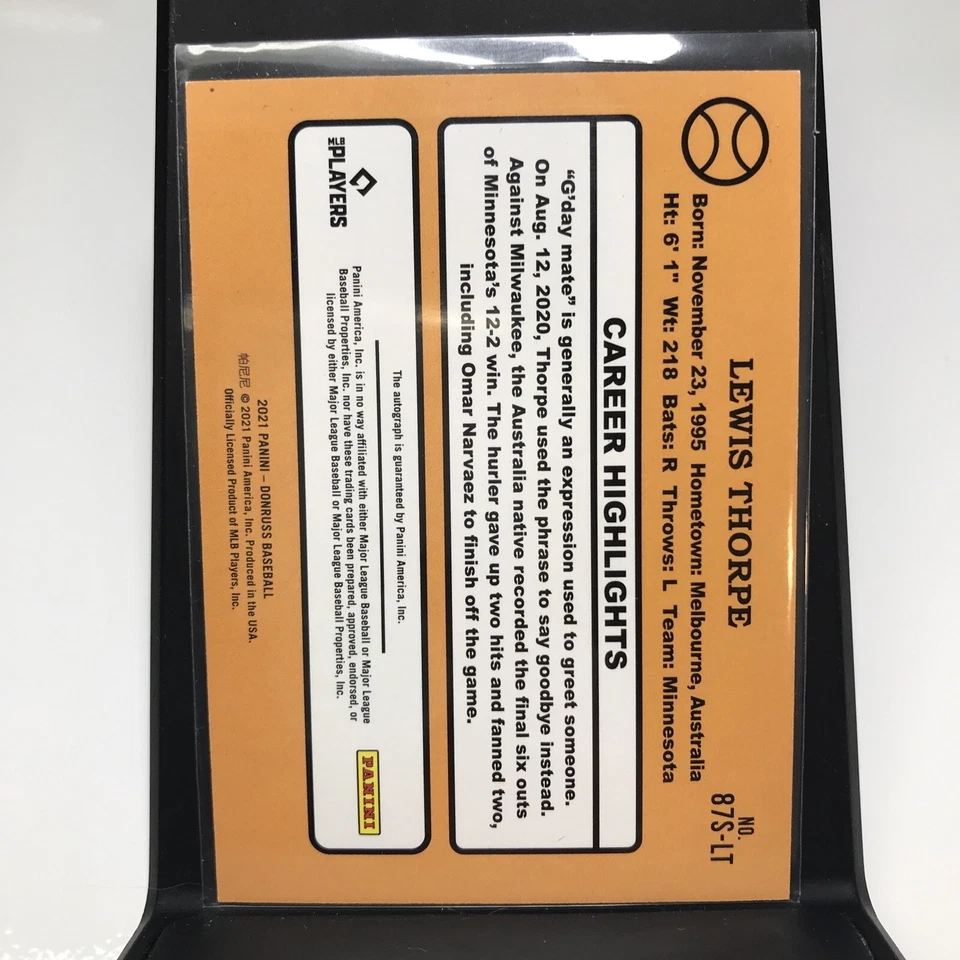 LEWIS THORPE
NO.
87S-LT
Born: November 23, 1995 Hometown: Melbourne, Australia
Ht: 6' 1" Wt: 218 Bats: R Throws: L Team: Minnesota
CAREER HIGHLIGHTS
“G’day mate” is generally an expression used to greet someone.
On Aug. 12, 2020, Thorpe used the phrase to say goodbye instead.
Against Milwaukee, the Australia native recorded the final six outs
of Minnesota’s 12-2 win. The hurler gave up two hits and fanned two,
including Omar Narvaez to finish off the game.
The autograph is guaranteed by Panini America, Inc.
MLB PLAYERS
Panini America, Inc. is in no way affiliated with either Major League Baseball or Major League
Baseball Properties, Inc. nor have these trading cards been prepared, approved, endorsed, or
licensed by either Major League Baseball or Major League Baseball Properties, Inc.
PANINI
2021 PANINI – DONRUSS BASEBALL
帕尼尼 © 2021 Panini America, Inc. Produced in the USA.
Officially Licensed Product of MLB Players, Inc.